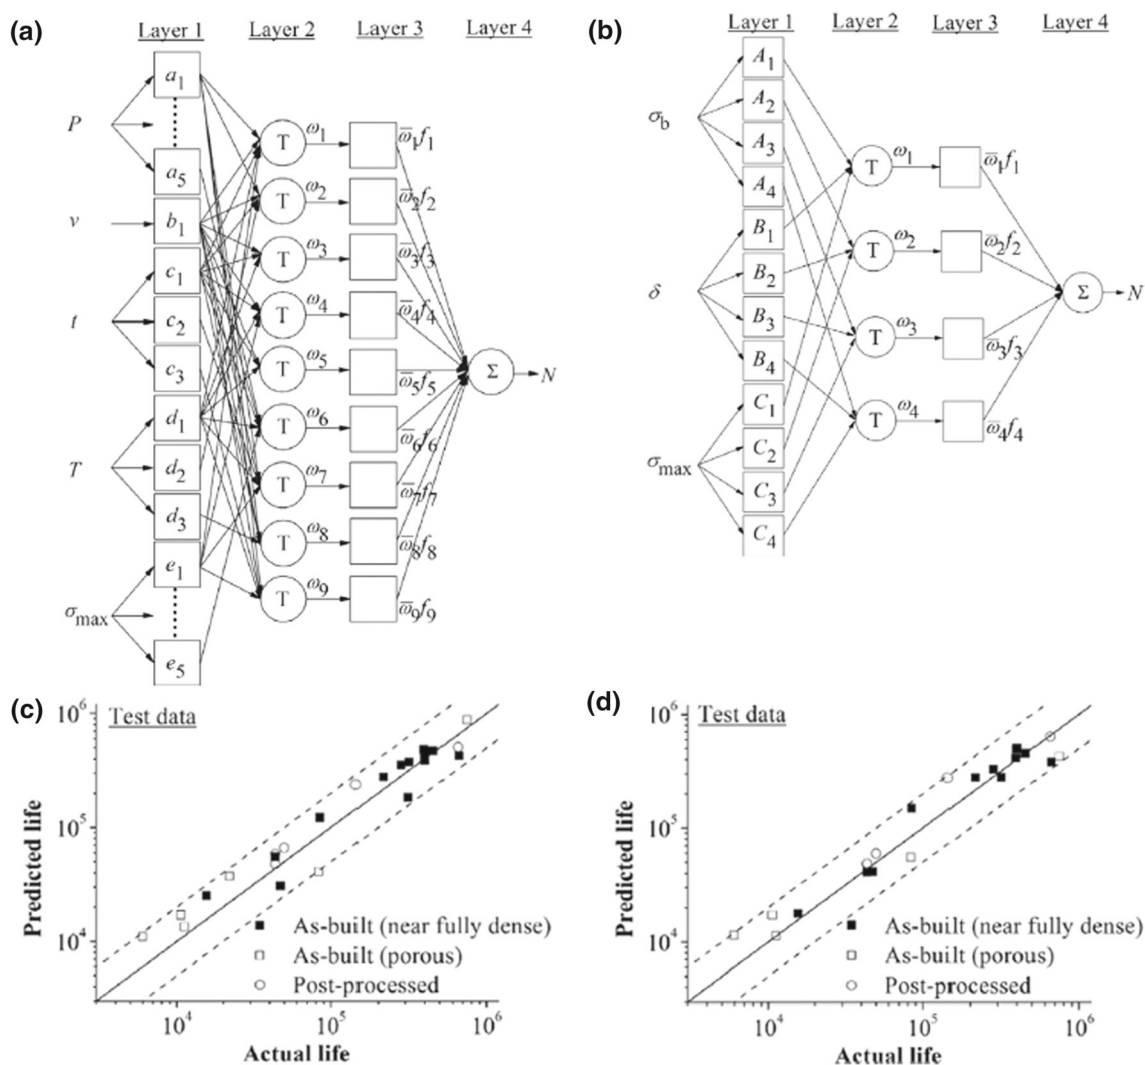 (a)
Layer 1 Layer 2 Layer 3 Layer 4
P
v
t
T
σmax
a1
a5
b1
c1
c2
c3
d1
d2
d3
e1
e5
T ω1 ω̅1f1
T ω2 ω̅2f2
T ω3 ω̅3f3
T ω4 ω̅4f4
T ω5 ω̅5f5
T ω6 ω̅6f6
T ω7 ω̅7f7
T ω8 ω̅8f8
T ω9 ω̅9f9
Σ N
(b)
Layer 1 Layer 2 Layer 3 Layer 4
σb
δ
σmax
A1
A2
A3
A4
B1
B2
B3
B4
C1
C2
C3
C4
T ω1 ω̅1f1
T ω2 ω̅2f2
T ω3 ω̅3f3
T ω4 ω̅4f4
Σ N
(c)
Test data
Predicted life
10^6
10^5
10^4
As-built (near fully dense)
As-built (porous)
Post-processed
10^4 10^5 10^6
Actual life
(d)
Test data
Predicted life
10^6
10^5
10^4
As-built (near fully dense)
As-built (porous)
Post-processed
10^4 10^5 10^6
Actual life